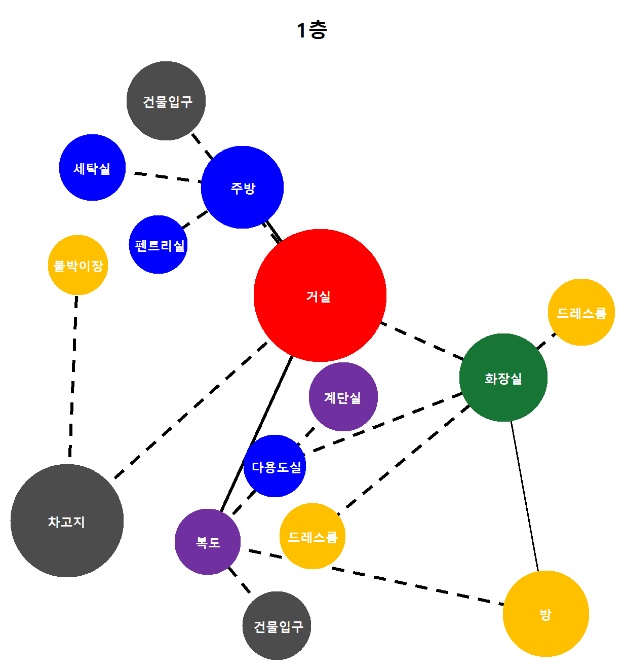 1층
건물입구
세탁실
주방
펜트리실
붙박이장
거실
드레스룸
화장실
계단실
다용도실
차고지
복도
드레스룸
방
건물입구